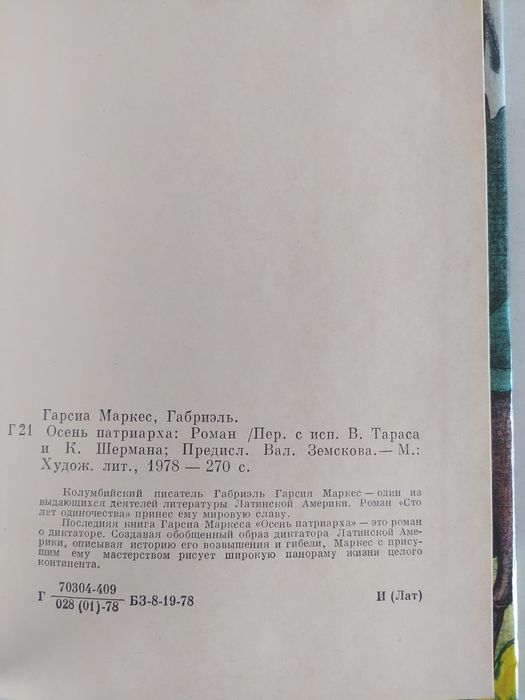 Гарсиа Маркес, Габриэль.
Г 21 Осень патриарха: Роман /Пер. с исп. В. Тараса
и К. Шермана; Предисл. Вал. Земскова.— М.:
Худож. лит., 1978 — 270 с.
Колумбийский писатель Габриэль Гарсия Маркес — один из
выдающихся деятелей литературы Латинской Америки. Роман «Сто
лет одиночества» принес ему мировую славу.
Последняя книга Гарсиа Маркеса «Осень патриарха» — это роман
о диктаторе. Создавая обобщенный образ диктатора Латинской Аме-
рики, описывая историю его возвышения и гибели, Маркес с прису-
щим ему мастерством рисует широкую панораму жизни целого
континента.
70304-409
Г 028 (01)-78 БЗ-8-19-78 И (Лат)